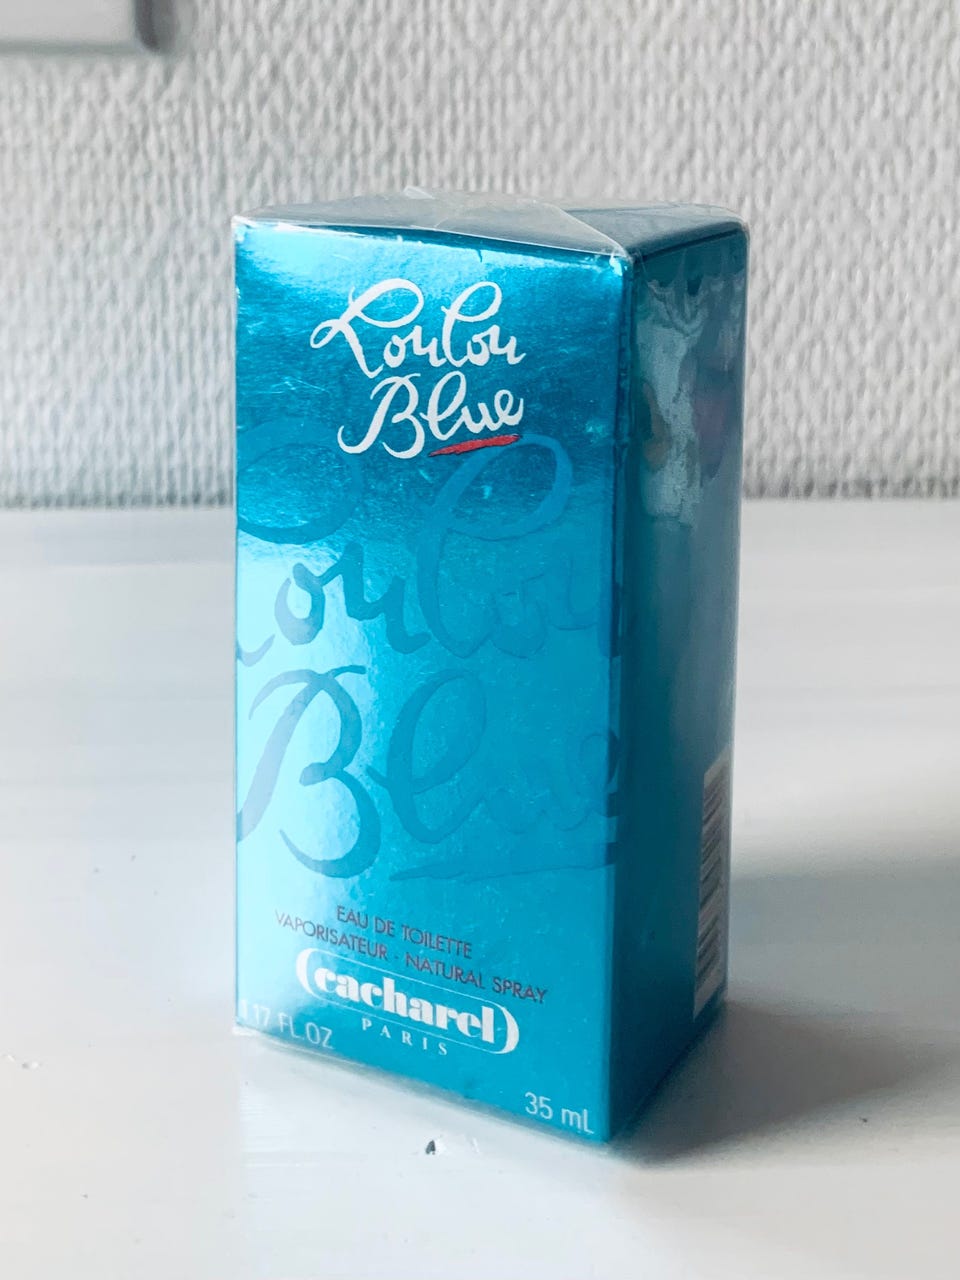 Loulou
Blue
Loulou
Blue
EAU DE TOILETTE
VAPORISATEUR - NATURAL SPRAY
cacharel
PARIS
1.17 FL.OZ
35 mL